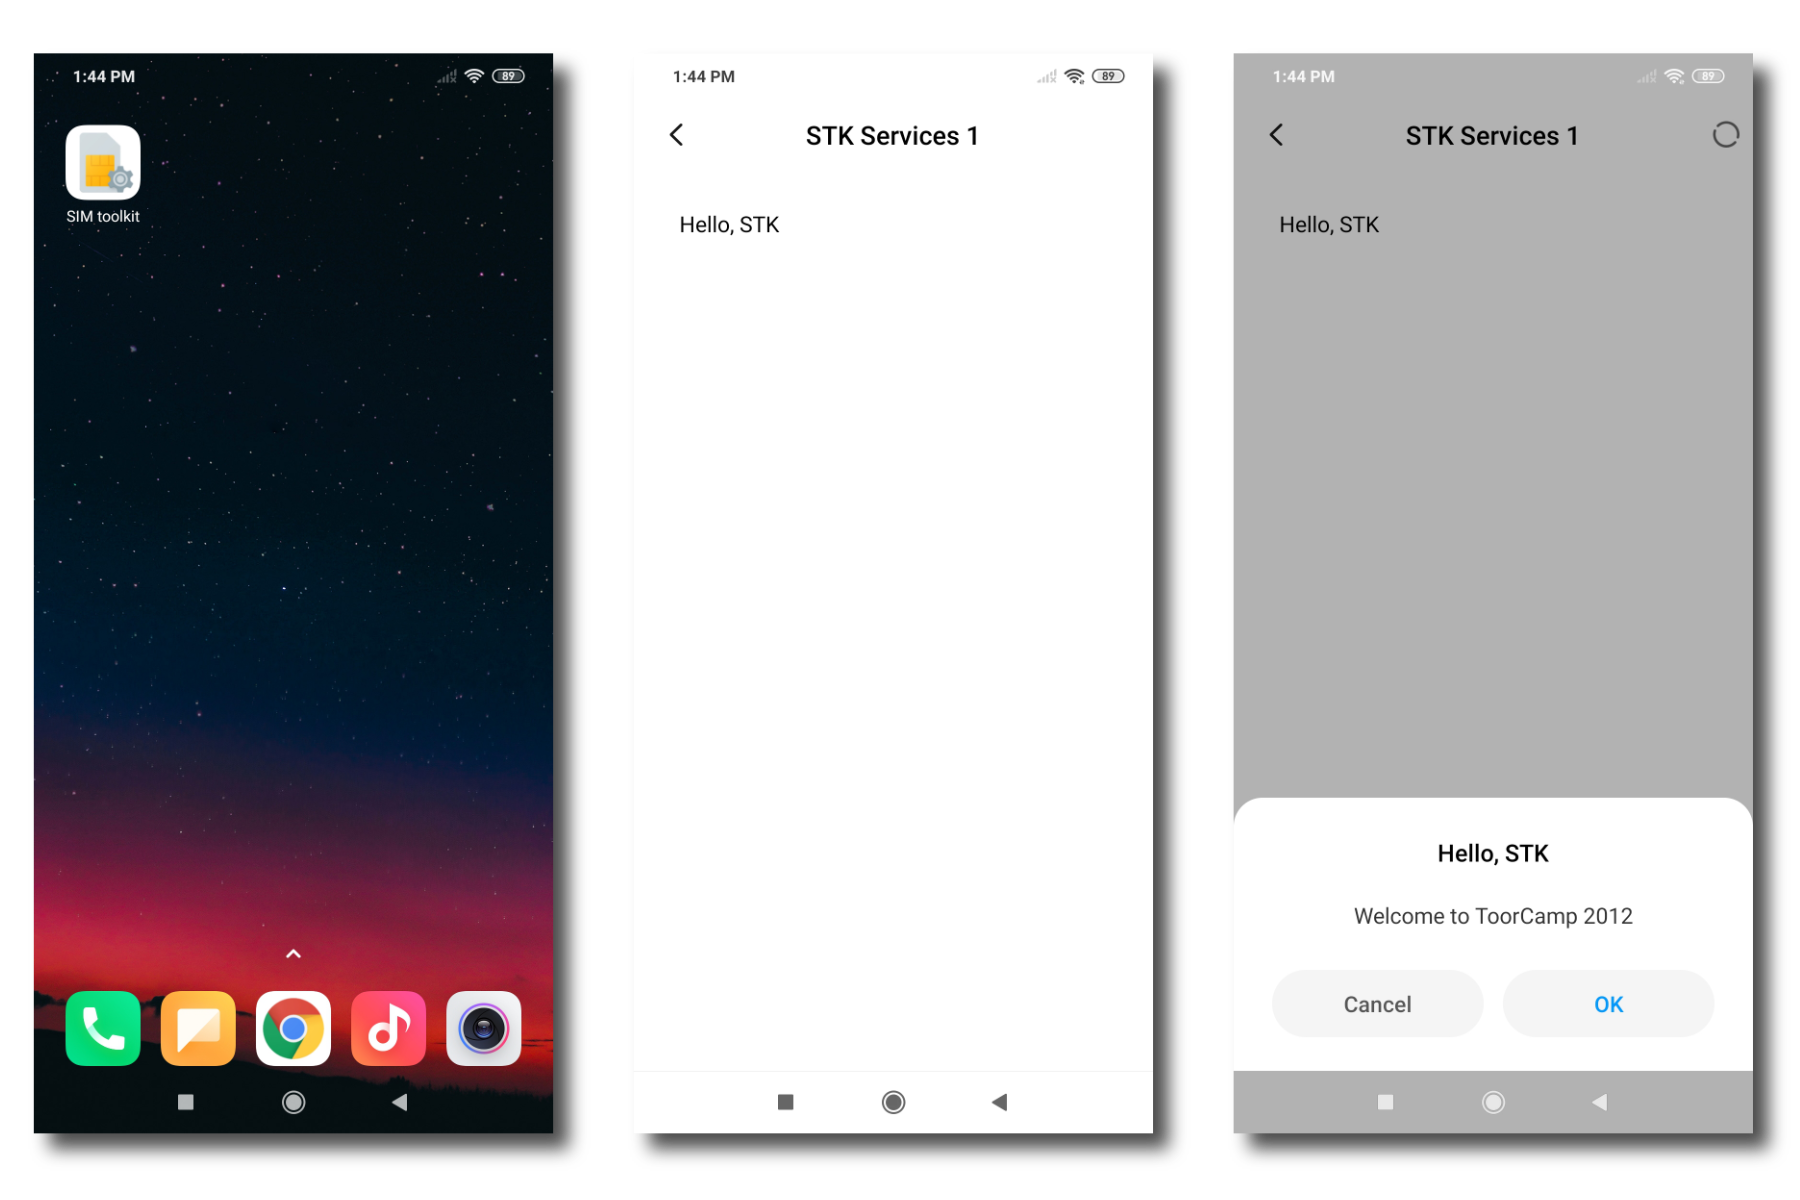 1:44 PM
89
SIM toolkit
1:44 PM
89
STK Services 1
Hello, STK
1:44 PM
89
STK Services 1
Hello, STK
Hello, STK
Welcome to ToorCamp 2012
Cancel
OK